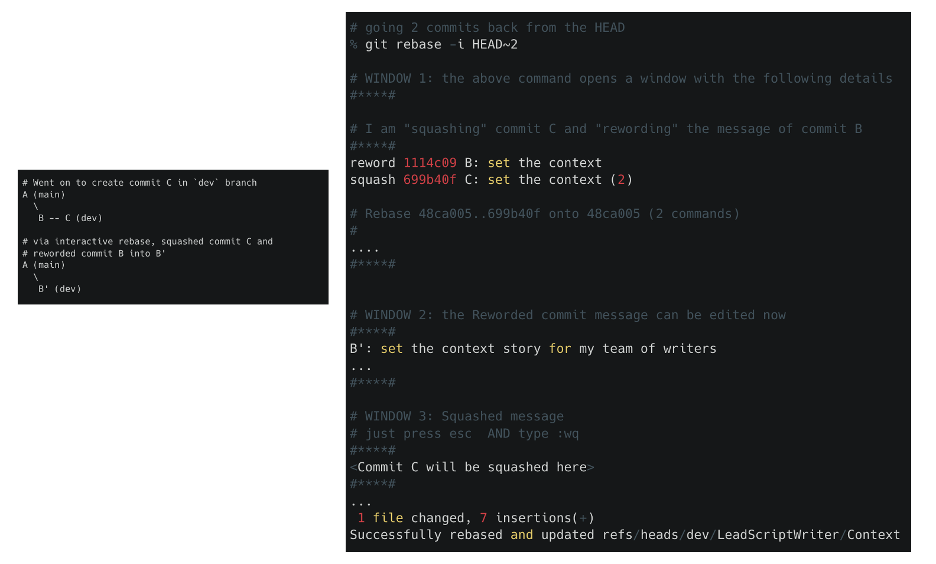 # Went on to create commit C in `dev` branch
A (main)
\
B -- C (dev)
# via interactive rebase, squashed commit C and
# reworded commit B into B'
A (main)
\
B' (dev)
# going 2 commits back from the HEAD
% git rebase -i HEAD~2
# WINDOW 1: the above command opens a window with the following details
#****#
# I am "squashing" commit C and "rewording" the message of commit B
#****#
reword 1114c09 B: set the context
squash 699b40f C: set the context (2)
# Rebase 48ca005..699b40f onto 48ca005 (2 commands)
#
....
#****#
# WINDOW 2: the Reworded commit message can be edited now
#****#
B': set the context story for my team of writers
...
#****#
# WINDOW 3: Squashed message
# just press esc  AND type :wq
#****#
<Commit C will be squashed here>
#****#
...
1 file changed, 7 insertions(+)
Successfully rebased and updated refs/heads/dev/LeadScriptWriter/Context